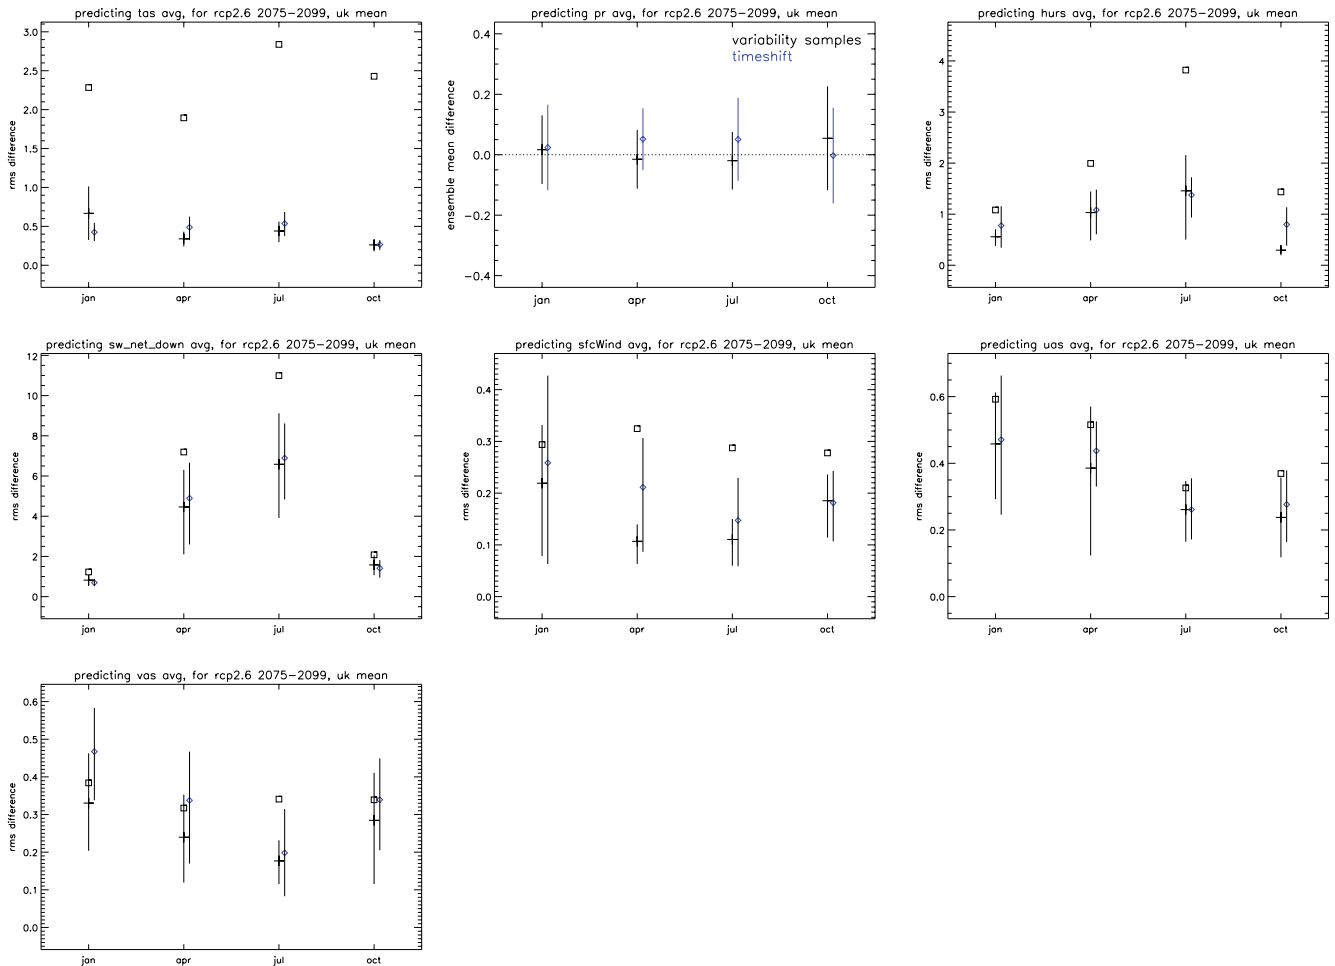 predicting tas avg, for rcp2.6 2075-2099, uk mean
rms difference
3.0
2.5
2.0
1.5
1.0
0.5
0.0
jan apr jul oct
predicting pr avg, for rcp2.6 2075-2099, uk mean
variability samples
timeshift
ensemble mean difference
0.4
0.2
0.0
-0.2
-0.4
jan apr jul oct
predicting hurs avg, for rcp2.6 2075-2099, uk mean
rms difference
4
3
2
1
0
jan apr jul oct
predicting sw_net_down avg, for rcp2.6 2075-2099, uk mean
rms difference
12
10
8
6
4
2
0
jan apr jul oct
predicting sfcWind avg, for rcp2.6 2075-2099, uk mean
rms difference
0.4
0.3
0.2
0.1
0.0
jan apr jul oct
predicting uas avg, for rcp2.6 2075-2099, uk mean
rms difference
0.6
0.4
0.2
0.0
jan apr jul oct
predicting vas avg, for rcp2.6 2075-2099, uk mean
rms difference
0.6
0.5
0.4
0.3
0.2
0.1
0.0
jan apr jul oct